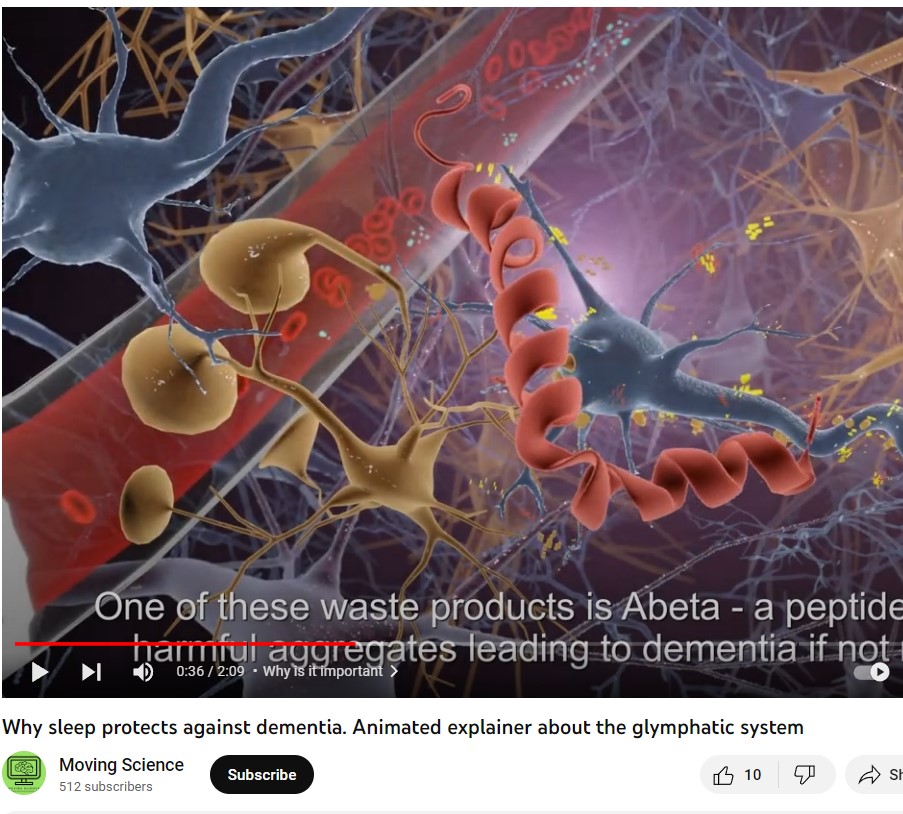 One of these waste products is Abeta - a peptide
harmful aggregates leading to dementia if not
0:36 / 2:09 • Why is it important
Why sleep protects against dementia. Animated explainer about the glymphatic system
Moving Science
512 subscribers
Subscribe
10
Sh